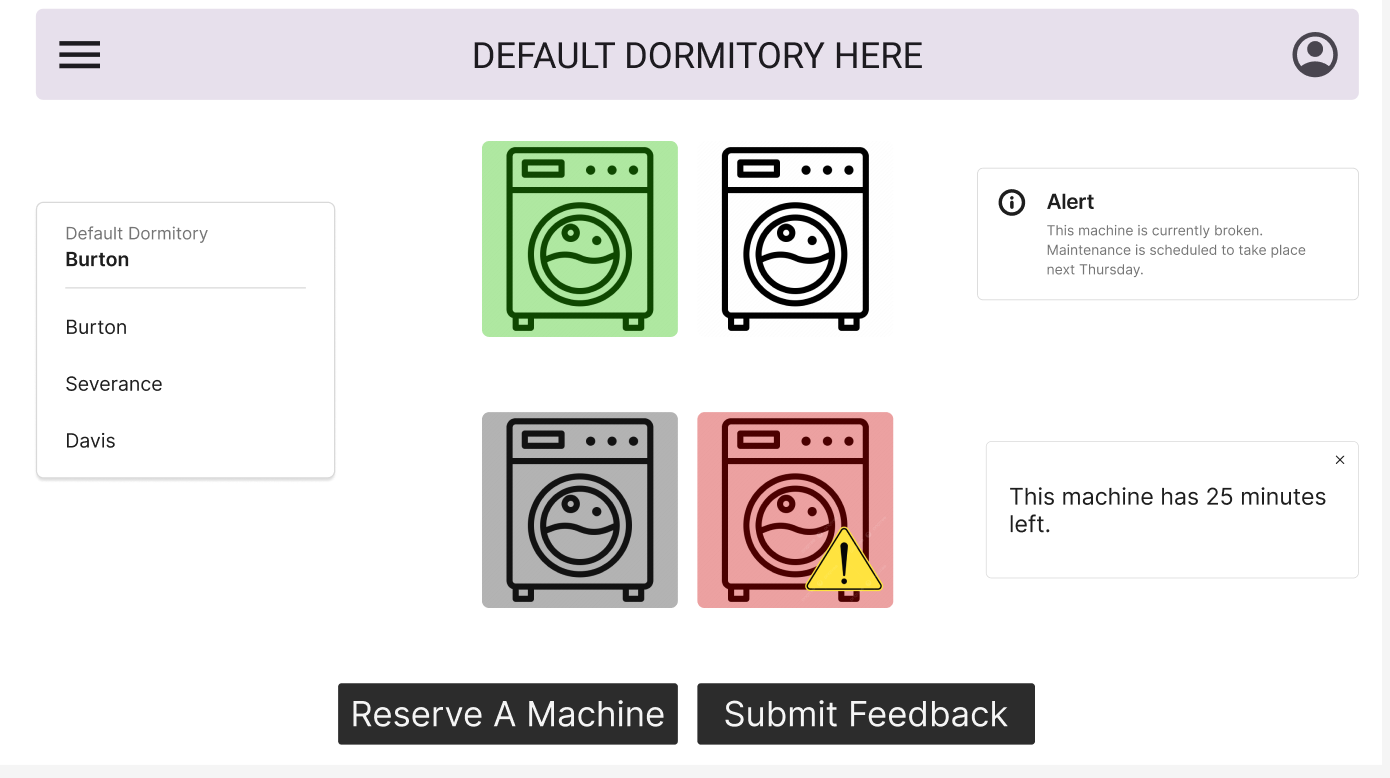 DEFAULT DORMITORY HERE
Default Dormitory
Burton
Burton
Severance
Davis
Alert
This machine is currently broken.
Maintenance is scheduled to take place
next Thursday.
This machine has 25 minutes
left.
Reserve A Machine
Submit Feedback